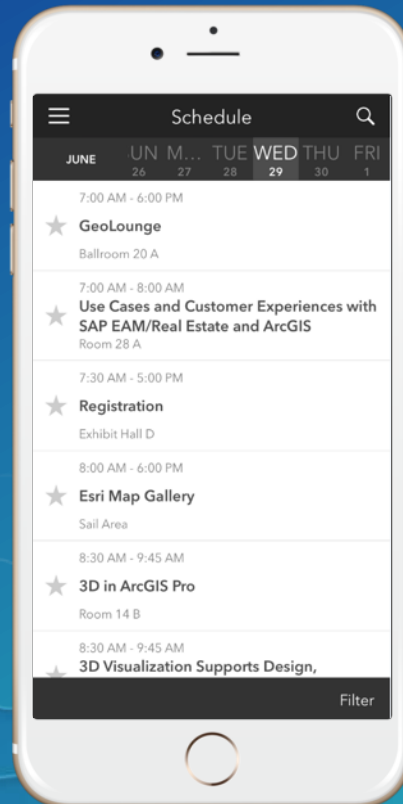 Schedule
JUNE
UN M... TUE WED THU FRI
26 27 28 29 30 1
7:00 AM - 6:00 PM
GeoLounge
Ballroom 20 A
7:00 AM - 8:00 AM
Use Cases and Customer Experiences with
SAP EAM/Real Estate and ArcGIS
Room 28 A
7:30 AM - 5:00 PM
Registration
Exhibit Hall D
8:00 AM - 6:00 PM
Esri Map Gallery
Sail Area
8:30 AM - 9:45 AM
3D in ArcGIS Pro
Room 14 B
8:30 AM - 9:45 AM
3D Visualization Supports Design,
Filter